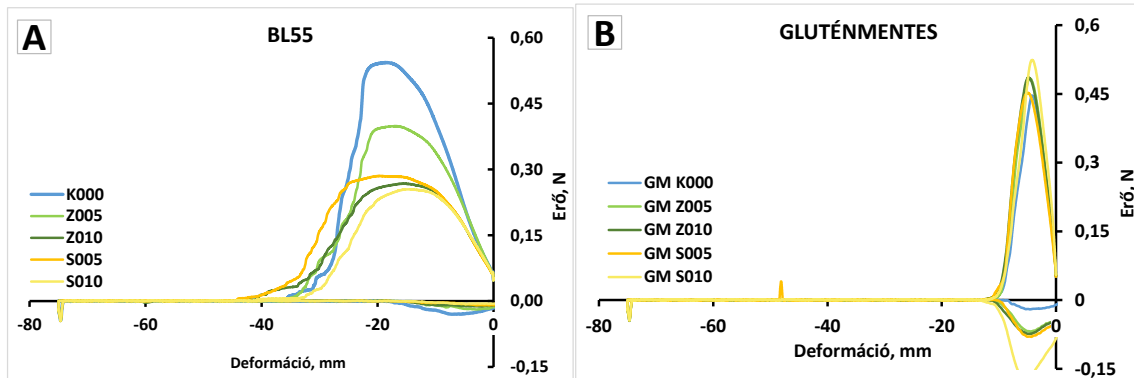 A
BL55
0,60
0,45
0,30
0,15
0,00
-0,15
Erő, N
K000
Z005
Z010
S005
S010
-80
-60
-40
-20
0
Deformáció, mm
B
GLUTÉNMENTES
0,6
0,45
0,3
0,15
0
-0,15
Erő, N
GM K000
GM Z005
GM Z010
GM S005
GM S010
-80
-60
-40
-20
0
Deformáció, mm